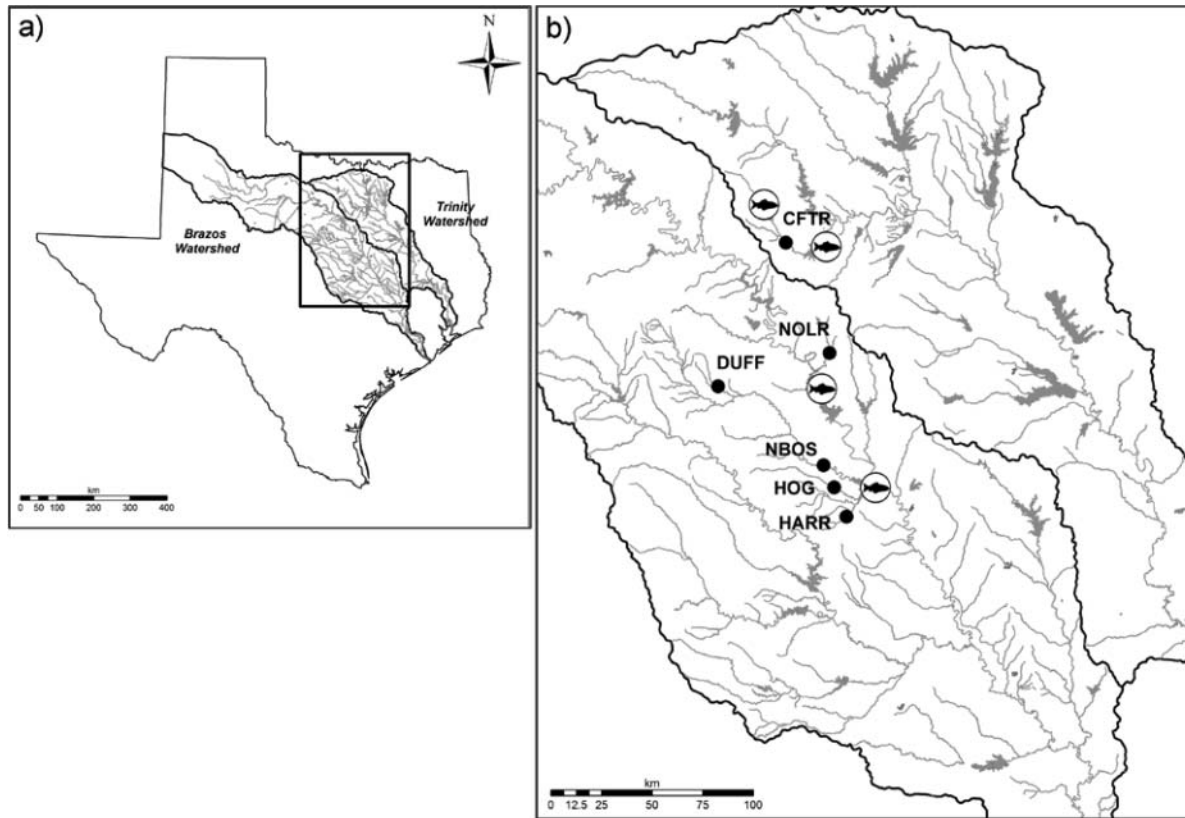 a)
N
Brazos
Watershed
Trinity
Watershed
km
0 50 100 200 300 400
b)
CFTR
NOLR
DUFF
NBOS
HOG
HARR
km
0 12.5 25 50 75 100